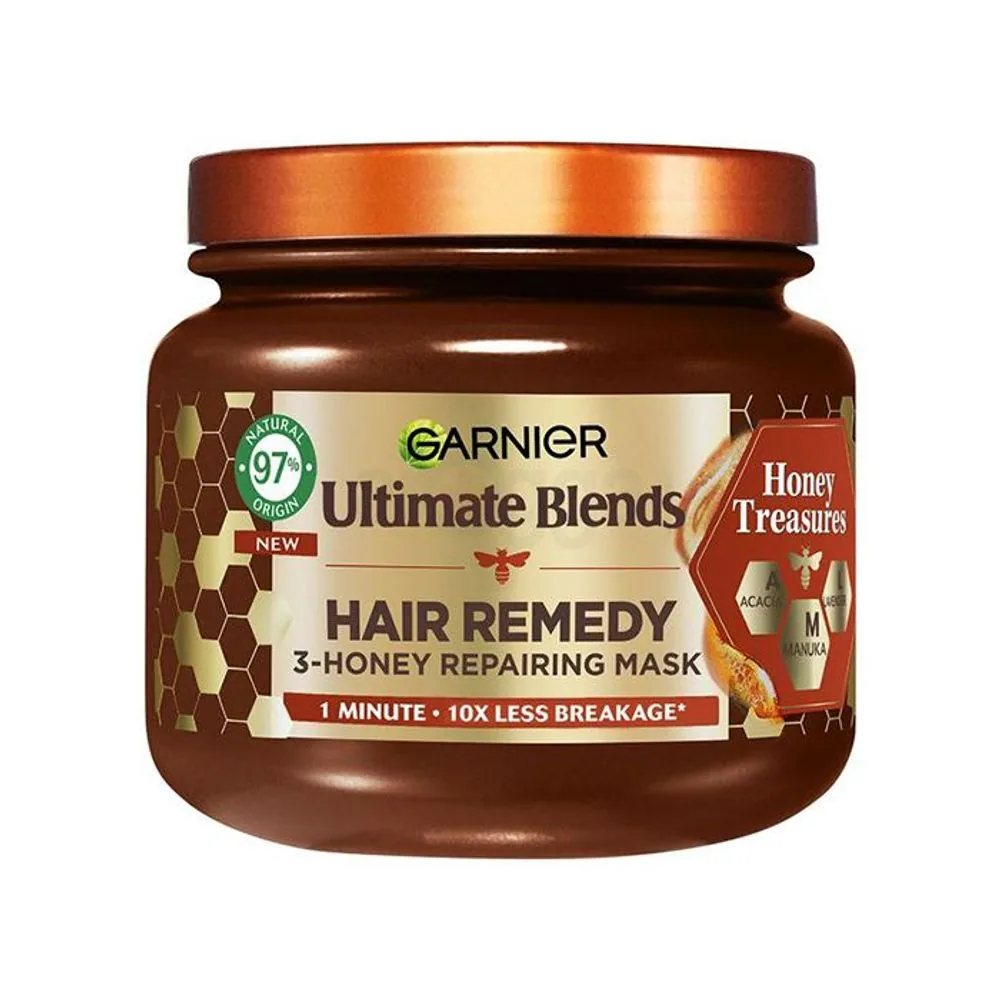 GARNIER
Ultimate Blends
HAIR REMEDY
3-HONEY REPAIRING MASK
1 MINUTE • 10X LESS BREAKAGE*
NATURAL
97%
ORIGIN
NEW
Honey
Treasures
A
ACACIA
L
LAVENDER
M
MANUKA